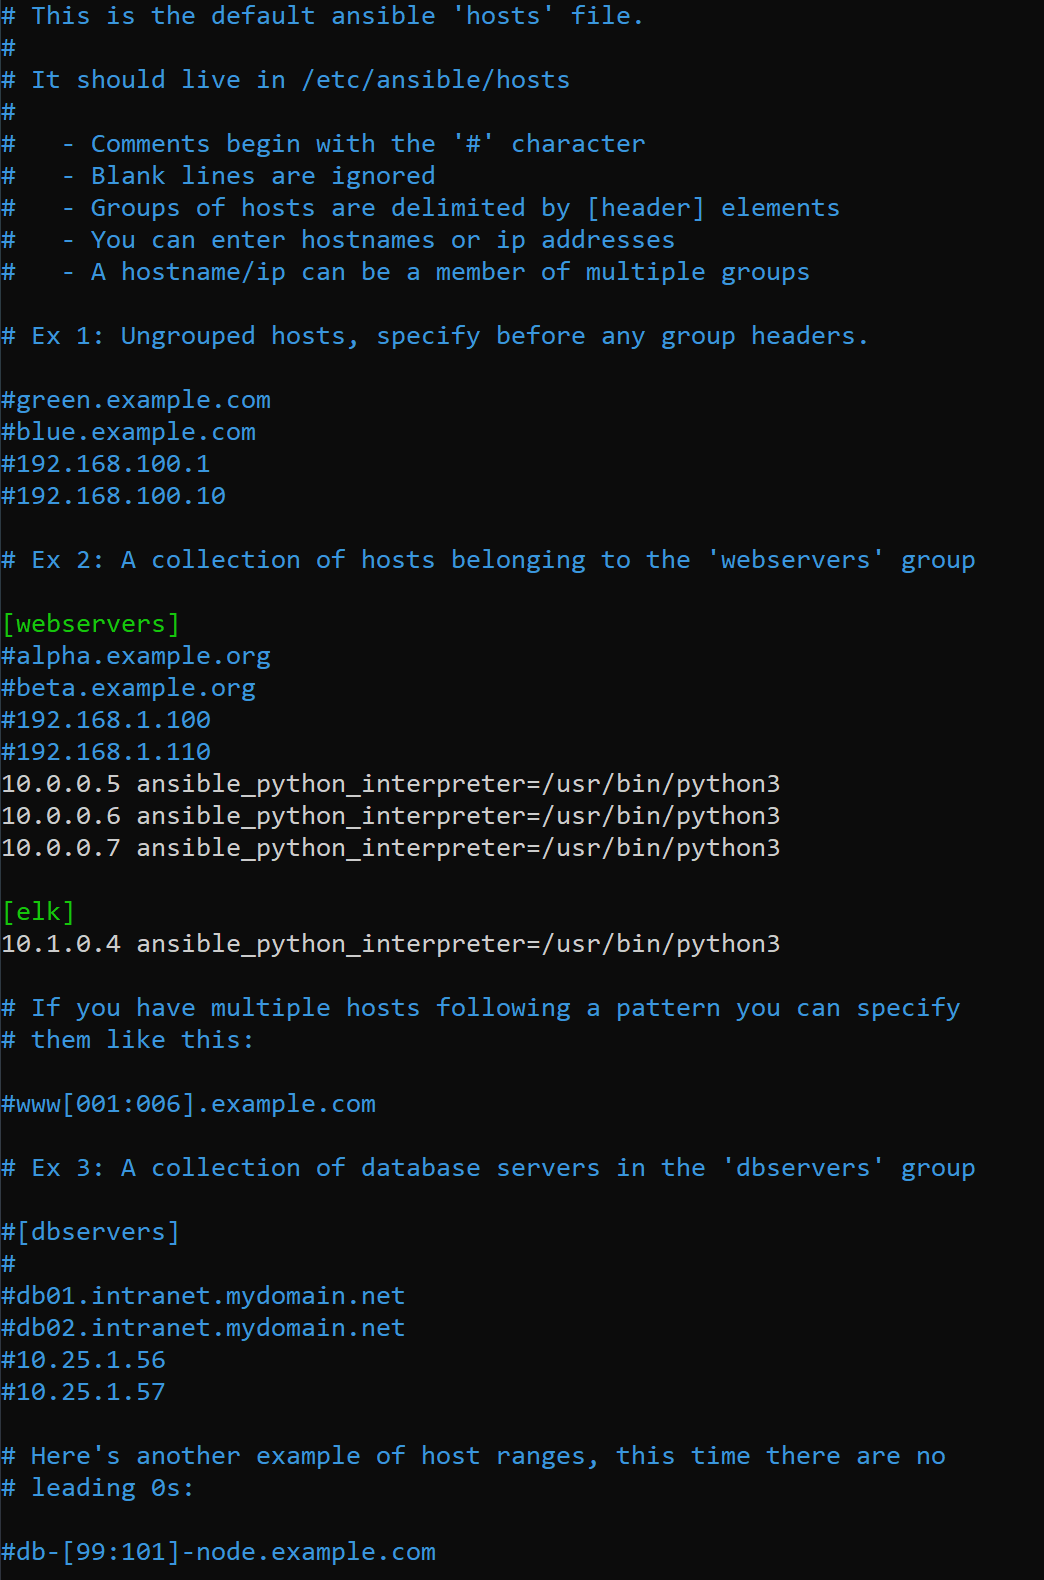 # This is the default ansible 'hosts' file.
#
# It should live in /etc/ansible/hosts
#
#   - Comments begin with the '#' character
#   - Blank lines are ignored
#   - Groups of hosts are delimited by [header] elements
#   - You can enter hostnames or ip addresses
#   - A hostname/ip can be a member of multiple groups

# Ex 1: Ungrouped hosts, specify before any group headers.

#green.example.com
#blue.example.com
#192.168.100.1
#192.168.100.10

# Ex 2: A collection of hosts belonging to the 'webservers' group

[webservers]
#alpha.example.org
#beta.example.org
#192.168.1.100
#192.168.1.110
10.0.0.5 ansible_python_interpreter=/usr/bin/python3
10.0.0.6 ansible_python_interpreter=/usr/bin/python3
10.0.0.7 ansible_python_interpreter=/usr/bin/python3

[elk]
10.1.0.4 ansible_python_interpreter=/usr/bin/python3

# If you have multiple hosts following a pattern you can specify
# them like this:

#www[001:006].example.com

# Ex 3: A collection of database servers in the 'dbservers' group

#[dbservers]
#
#db01.intranet.mydomain.net
#db02.intranet.mydomain.net
#10.25.1.56
#10.25.1.57

# Here's another example of host ranges, this time there are no
# leading 0s:

#db-[99:101]-node.example.com